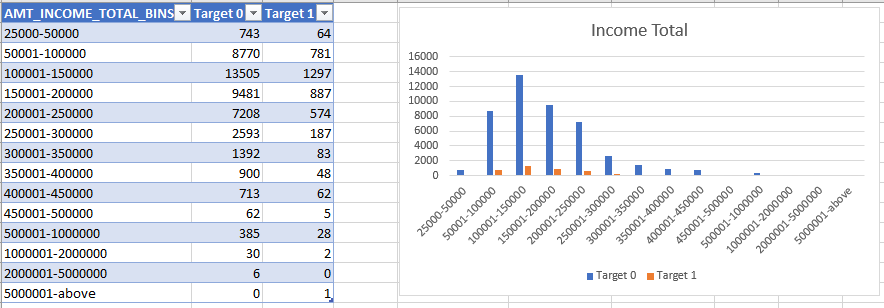 AMT_INCOME_TOTAL_BINS Target 0 Target 1
25000-50000 743 64
50001-100000 8770 781
100001-150000 13505 1297
150001-200000 9481 887
200001-250000 7208 574
250001-300000 2593 187
300001-350000 1392 83
350001-400000 900 48
400001-450000 713 62
450001-500000 62 5
500001-1000000 385 28
1000001-2000000 30 2
2000001-5000000 6 0
5000001-above 0 1
Income Total
16000
14000
12000
10000
8000
6000
4000
2000
0
25000-50000
50001-100000
100001-150000
150001-200000
200001-250000
250001-300000
300001-350000
350001-400000
400001-450000
450001-500000
500001-1000000
1000001-2000000
2000001-5000000
5000001-above
Target 0 Target 1